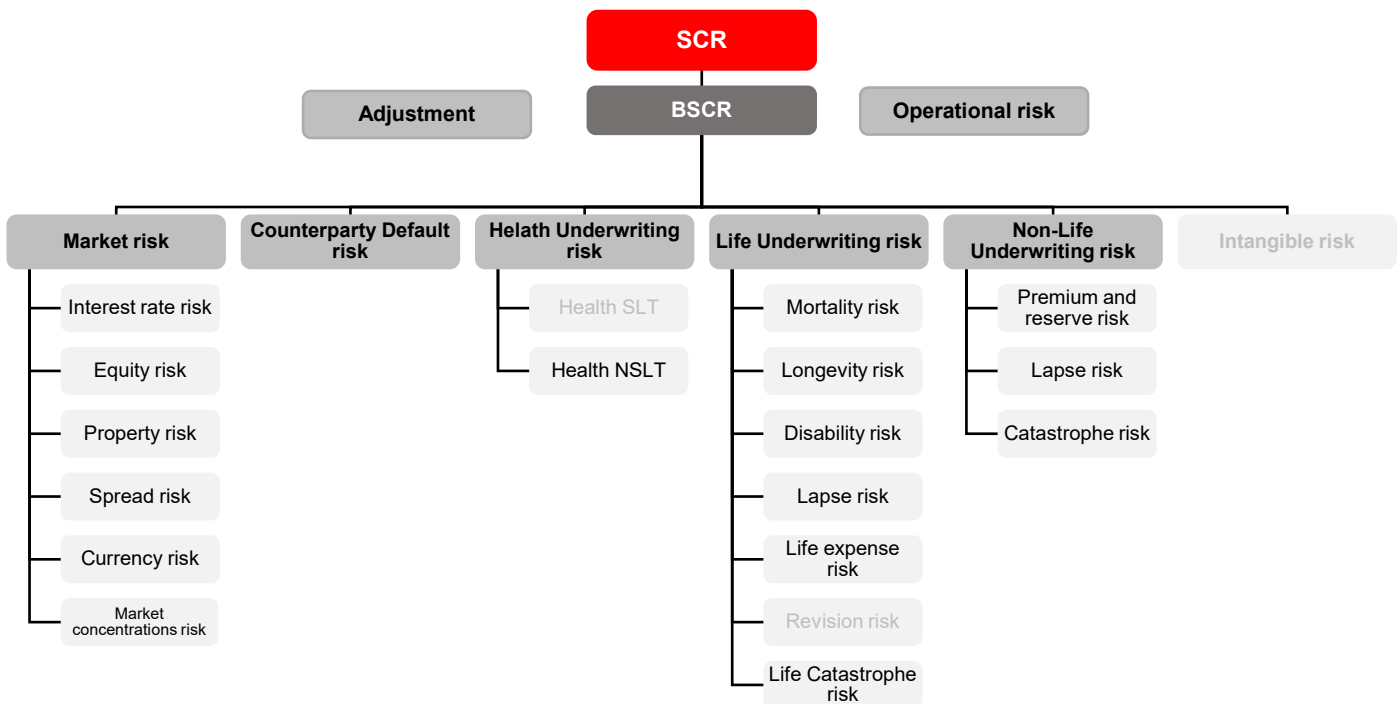 SCR
Adjustment
BSCR
Operational risk
Market risk
Counterparty Default
risk
Helath Underwriting
risk
Life Underwriting risk
Non-Life
Underwriting risk
Intangible risk
Interest rate risk
Equity risk
Property risk
Spread risk
Currency risk
Market
concentrations risk
Health SLT
Health NSLT
Mortality risk
Longevity risk
Disability risk
Lapse risk
Life expense
risk
Revision risk
Life Catastrophe
risk
Premium and
reserve risk
Lapse risk
Catastrophe risk